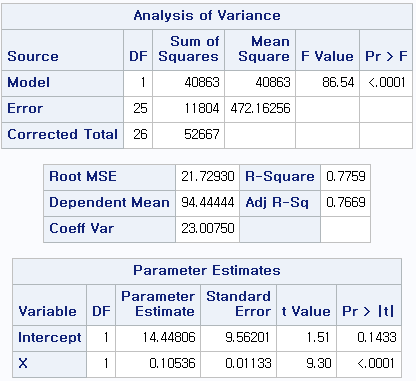 Analysis of Variance
Source DF Sum of Squares Mean Square F Value Pr > F
Model 1 40863 40863 86.54 <.0001
Error 25 11804 472.16256
Corrected Total 26 52667
Root MSE 21.72930 R-Square 0.7759
Dependent Mean 94.44444 Adj R-Sq 0.7669
Coeff Var 23.00750
Parameter Estimates
Variable DF Parameter Estimate Standard Error t Value Pr > |t|
Intercept 1 14.44806 9.56201 1.51 0.1433
X 1 0.10536 0.01133 9.30 <.0001